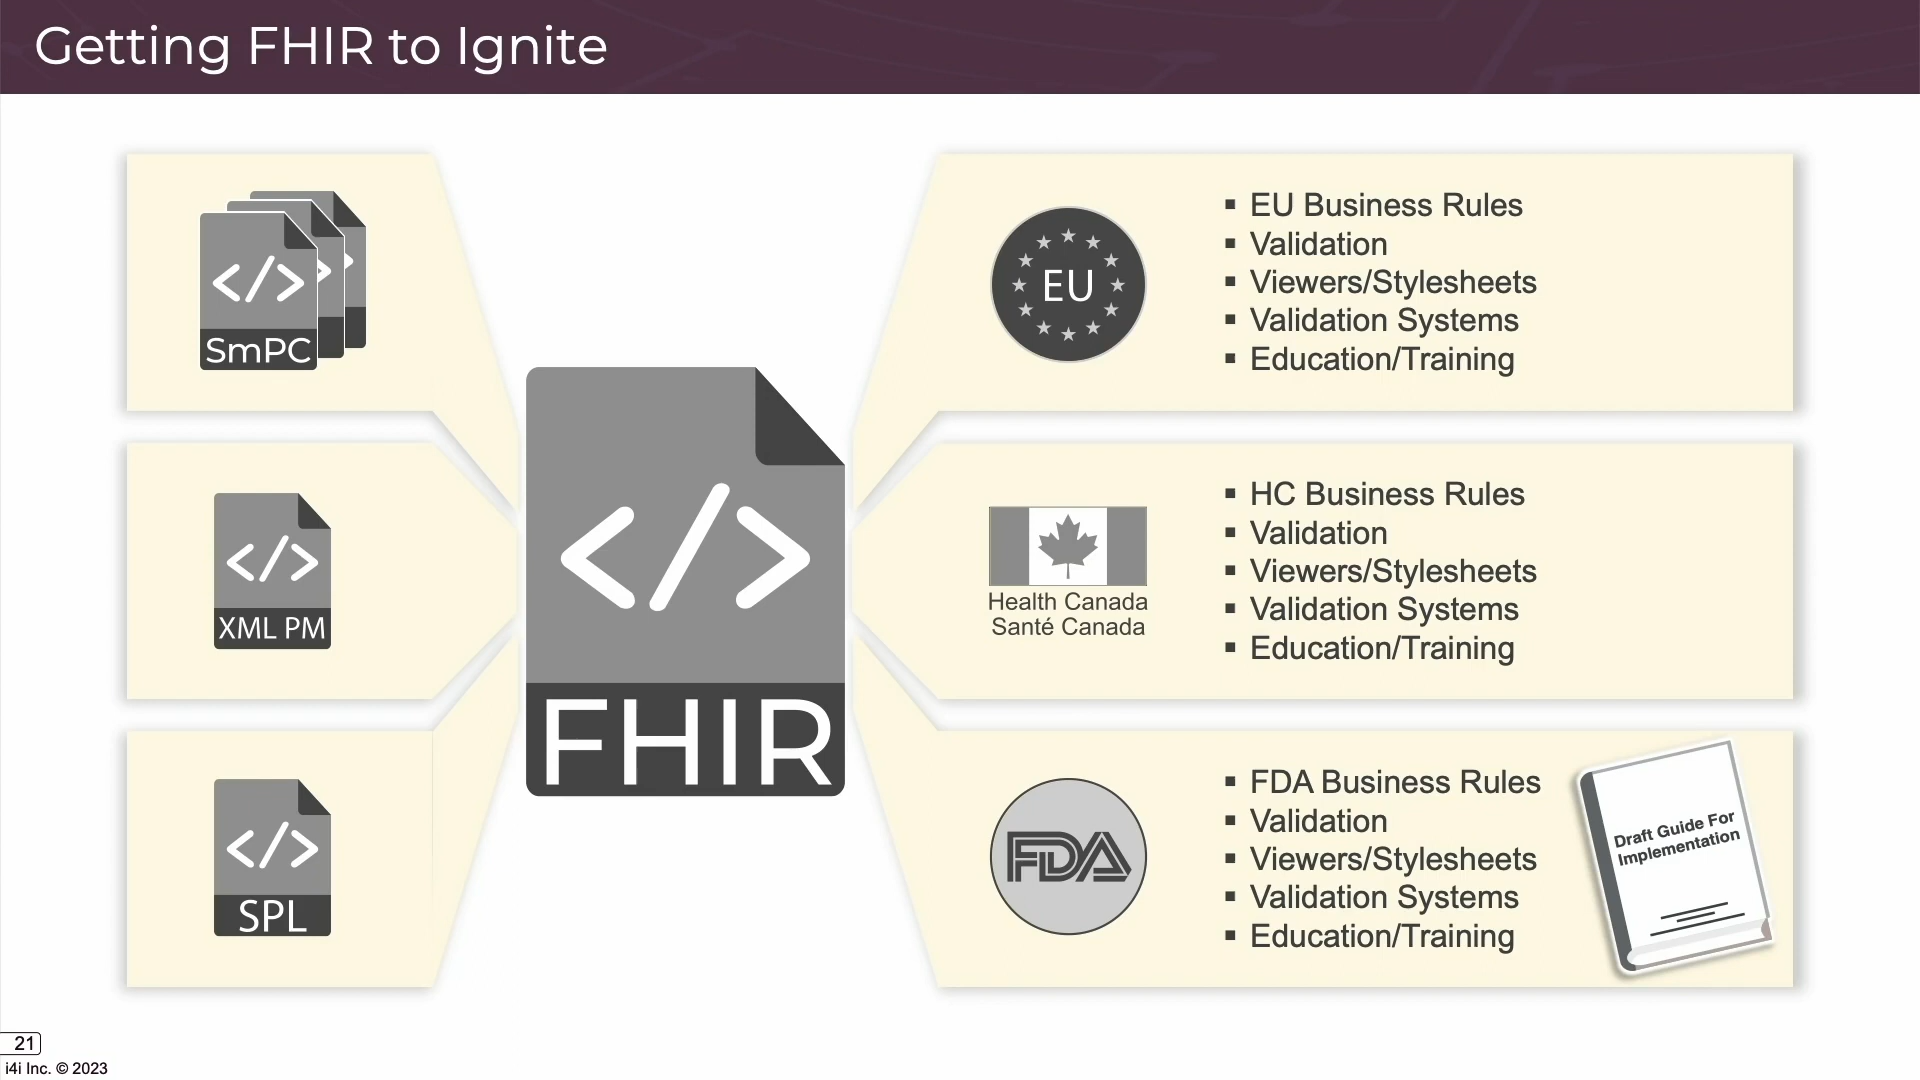 Getting FHIR to Ignite
</>
SmPC
</>
XML PM
</>
SPL
</>
FHIR
EU
▪ EU Business Rules
▪ Validation
▪ Viewers/Stylesheets
▪ Validation Systems
▪ Education/Training
Health Canada
Santé Canada
▪ HC Business Rules
▪ Validation
▪ Viewers/Stylesheets
▪ Validation Systems
▪ Education/Training
FDA
▪ FDA Business Rules
▪ Validation
▪ Viewers/Stylesheets
▪ Validation Systems
▪ Education/Training
Draft Guide For
Implementation
21
i4i Inc. © 2023